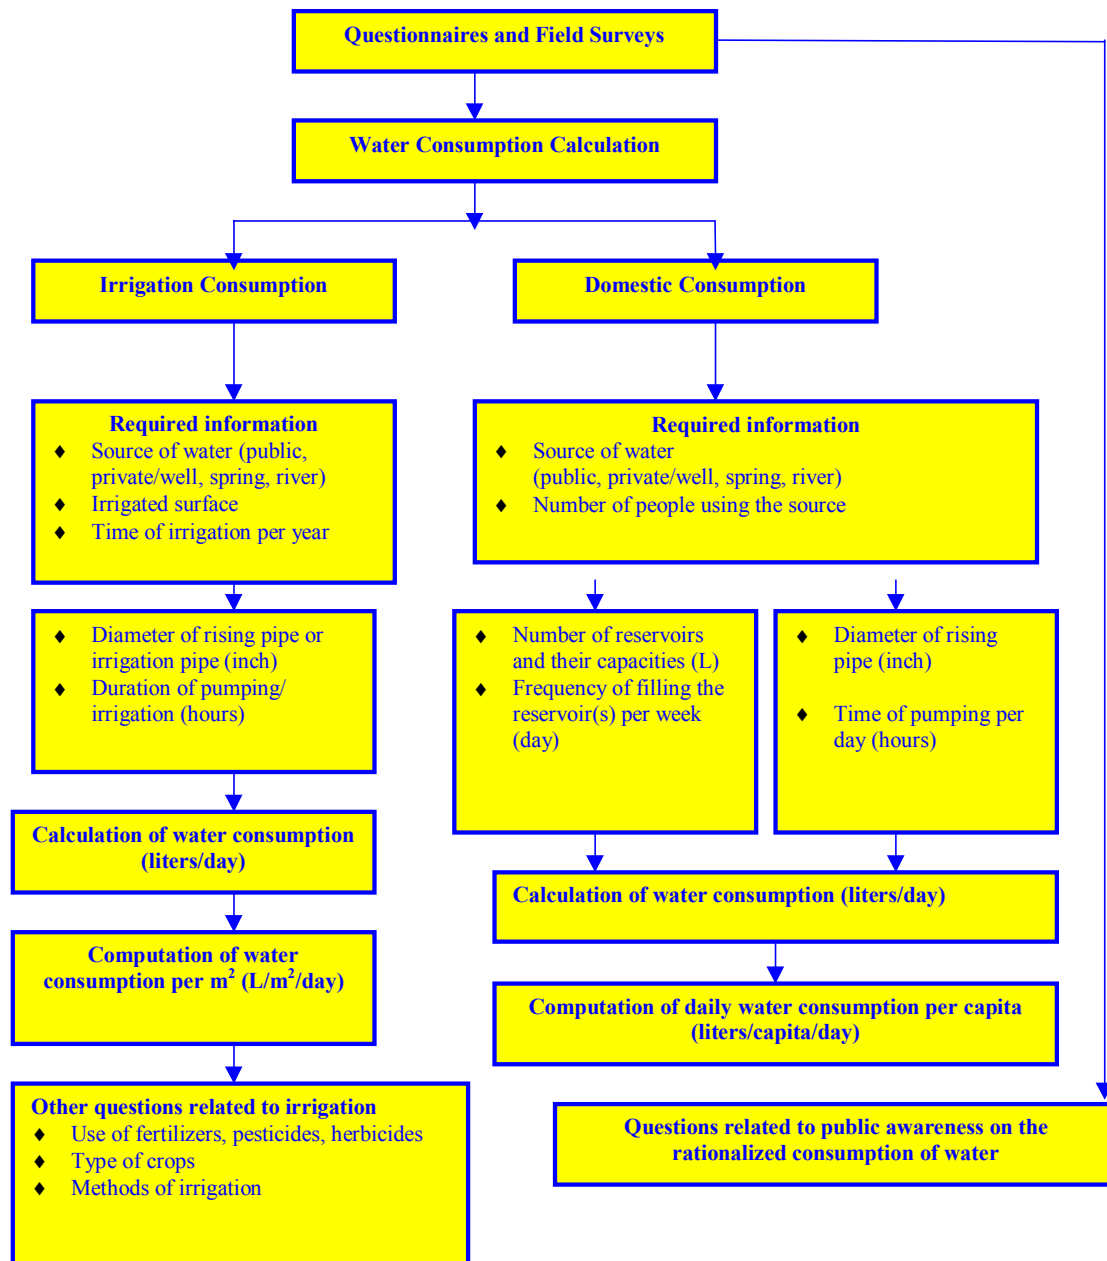 Questionnaires and Field Surveys
Water Consumption Calculation
Irrigation Consumption
Domestic Consumption
Required information
♦ Source of water (public,
private/well, spring, river)
♦ Irrigated surface
♦ Time of irrigation per year
Required information
♦ Source of water
(public, private/well, spring, river)
♦ Number of people using the source
♦ Diameter of rising pipe or
irrigation pipe (inch)
♦ Duration of pumping/
irrigation (hours)
♦ Number of reservoirs
and their capacities (L)
♦ Frequency of filling the
reservoir(s) per week
(day)
♦ Diameter of rising
pipe (inch)
♦ Time of pumping per
day (hours)
Calculation of water consumption
(liters/day)
Calculation of water consumption (liters/day)
Computation of water
consumption per m² (L/m²/day)
Computation of daily water consumption per capita
(liters/capita/day)
Other questions related to irrigation
♦ Use of fertilizers, pesticides, herbicides
♦ Type of crops
♦ Methods of irrigation
Questions related to public awareness on the
rationalized consumption of water